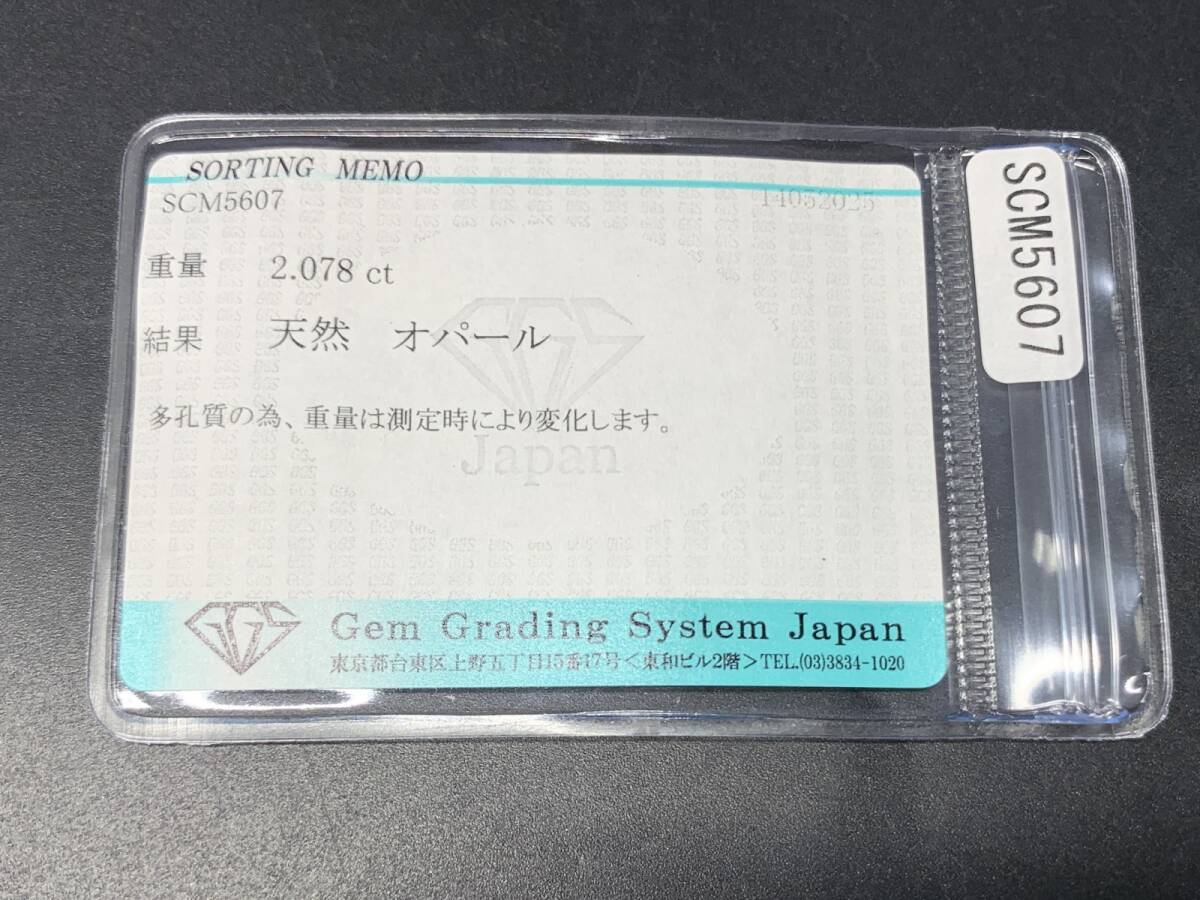 SORTING MEMO
SCM5607 14052025
重量 2.078 ct
結果 天然 オパール
多孔質の為、重量は測定時により変化します。
Japan
GGS Gem Grading System Japan
東京都台東区上野五丁目15番17号＜東和ビル2階＞TEL.(03)3834-1020
SCM5607